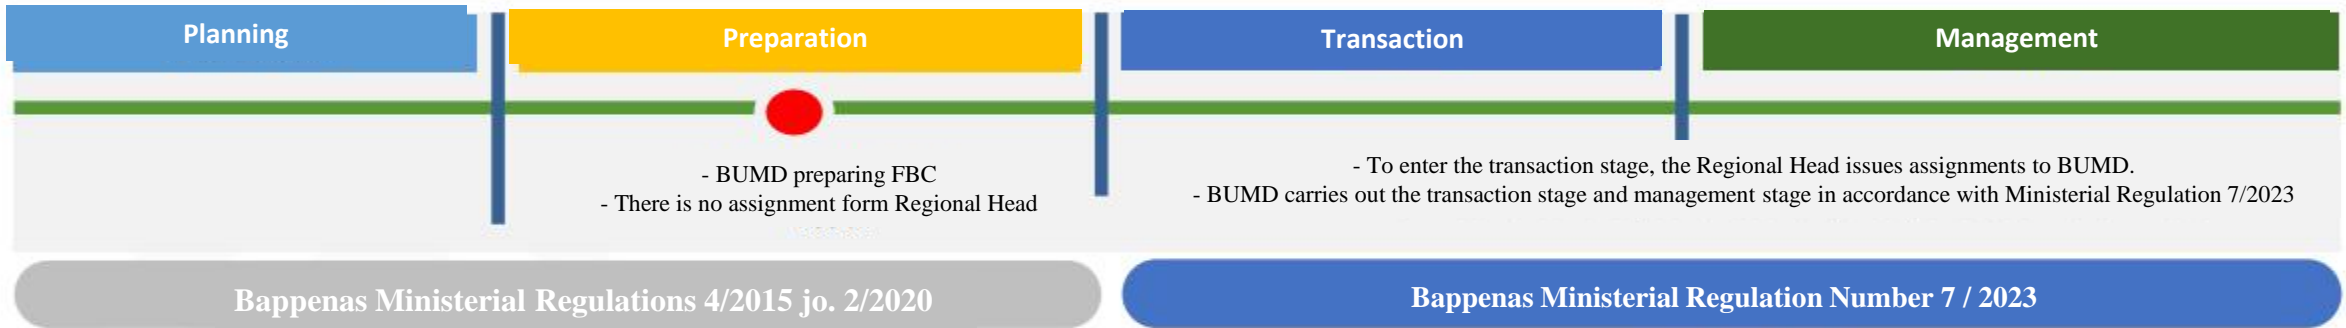 Planning
Preparation
Transaction
Management
- BUMD preparing FBC
- There is no assignment form Regional Head
- To enter the transaction stage, the Regional Head issues assignments to BUMD.
- BUMD carries out the transaction stage and management stage in accordance with Ministerial Regulation 7/2023
Bappenas Ministerial Regulations 4/2015 jo. 2/2020
Bappenas Ministerial Regulation Number 7 / 2023